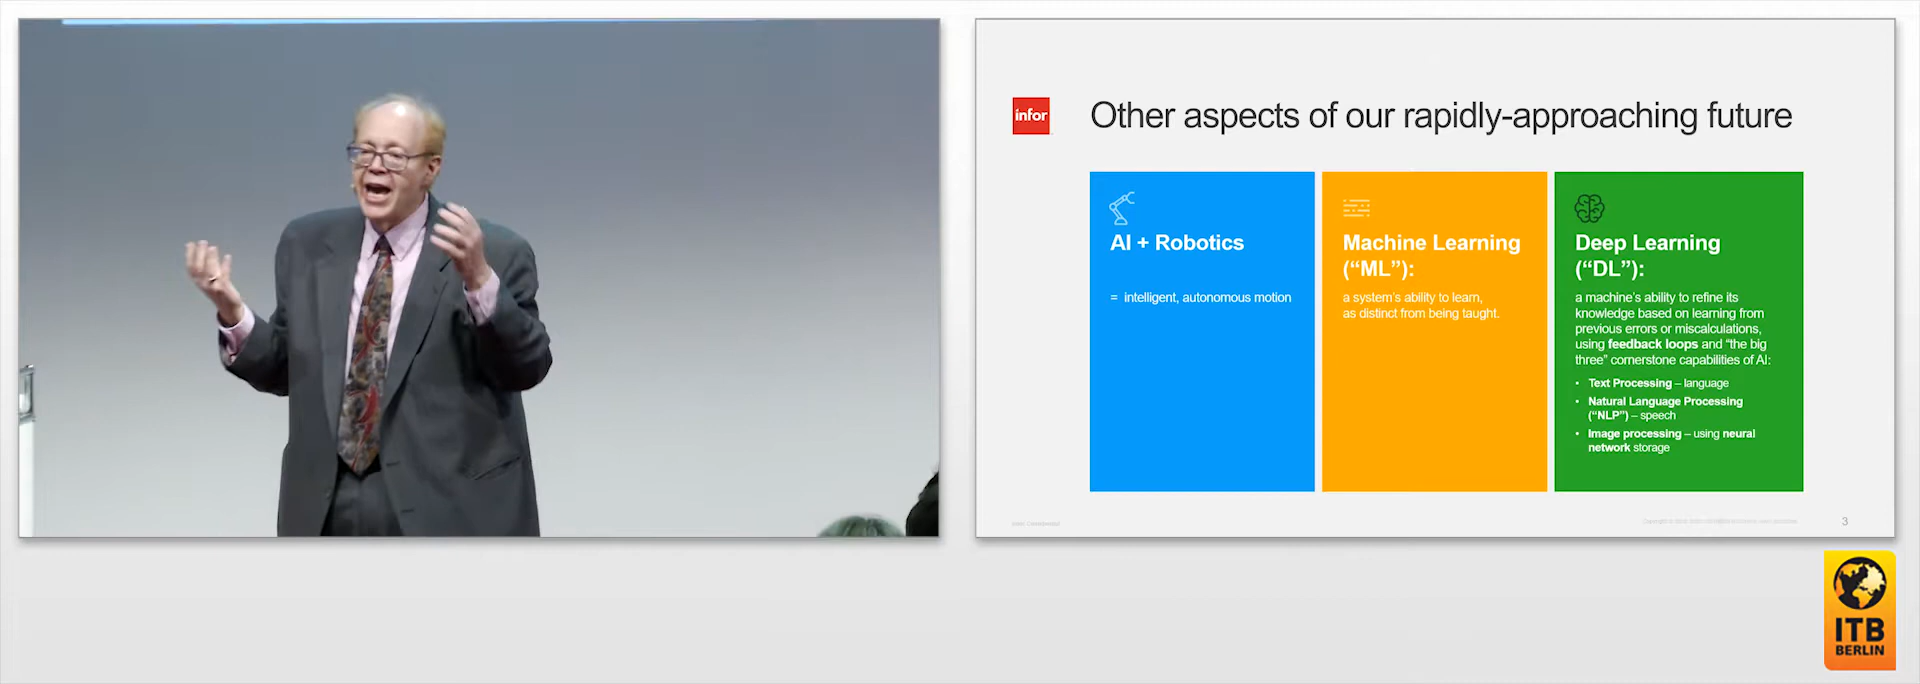 infor
Other aspects of our rapidly-approaching future
AI + Robotics
= intelligent, autonomous motion
Machine Learning
(“ML”):
a system’s ability to learn,
as distinct from being taught.
Deep Learning
(“DL”):
a machine’s ability to refine its
knowledge based on learning from
previous errors or miscalculations,
using feedback loops and “the big
three” cornerstone capabilities of AI:
• Text Processing – language
• Natural Language Processing
(“NLP”) – speech
• Image processing – using neural
network storage
3
ITB
BERLIN